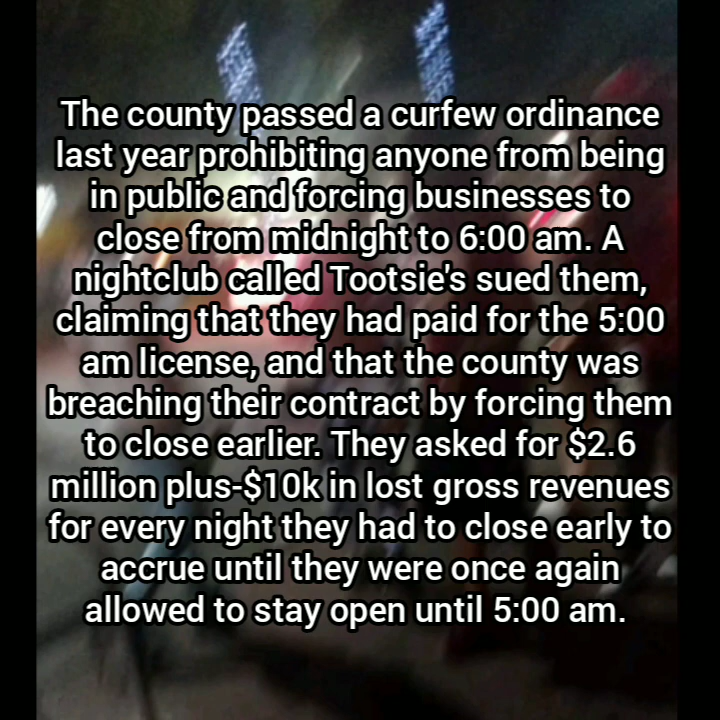 The county passed a curfew ordinance
last year prohibiting anyone from being
in public and forcing businesses to
close from midnight to 6:00 am. A
nightclub called Tootsie's sued them,
claiming that they had paid for the 5:00
am license, and that the county was
breaching their contract by forcing them
to close earlier. They asked for $2.6
million plus-$10k in lost gross revenues
for every night they had to close early to
accrue until they were once again
allowed to stay open until 5:00 am.